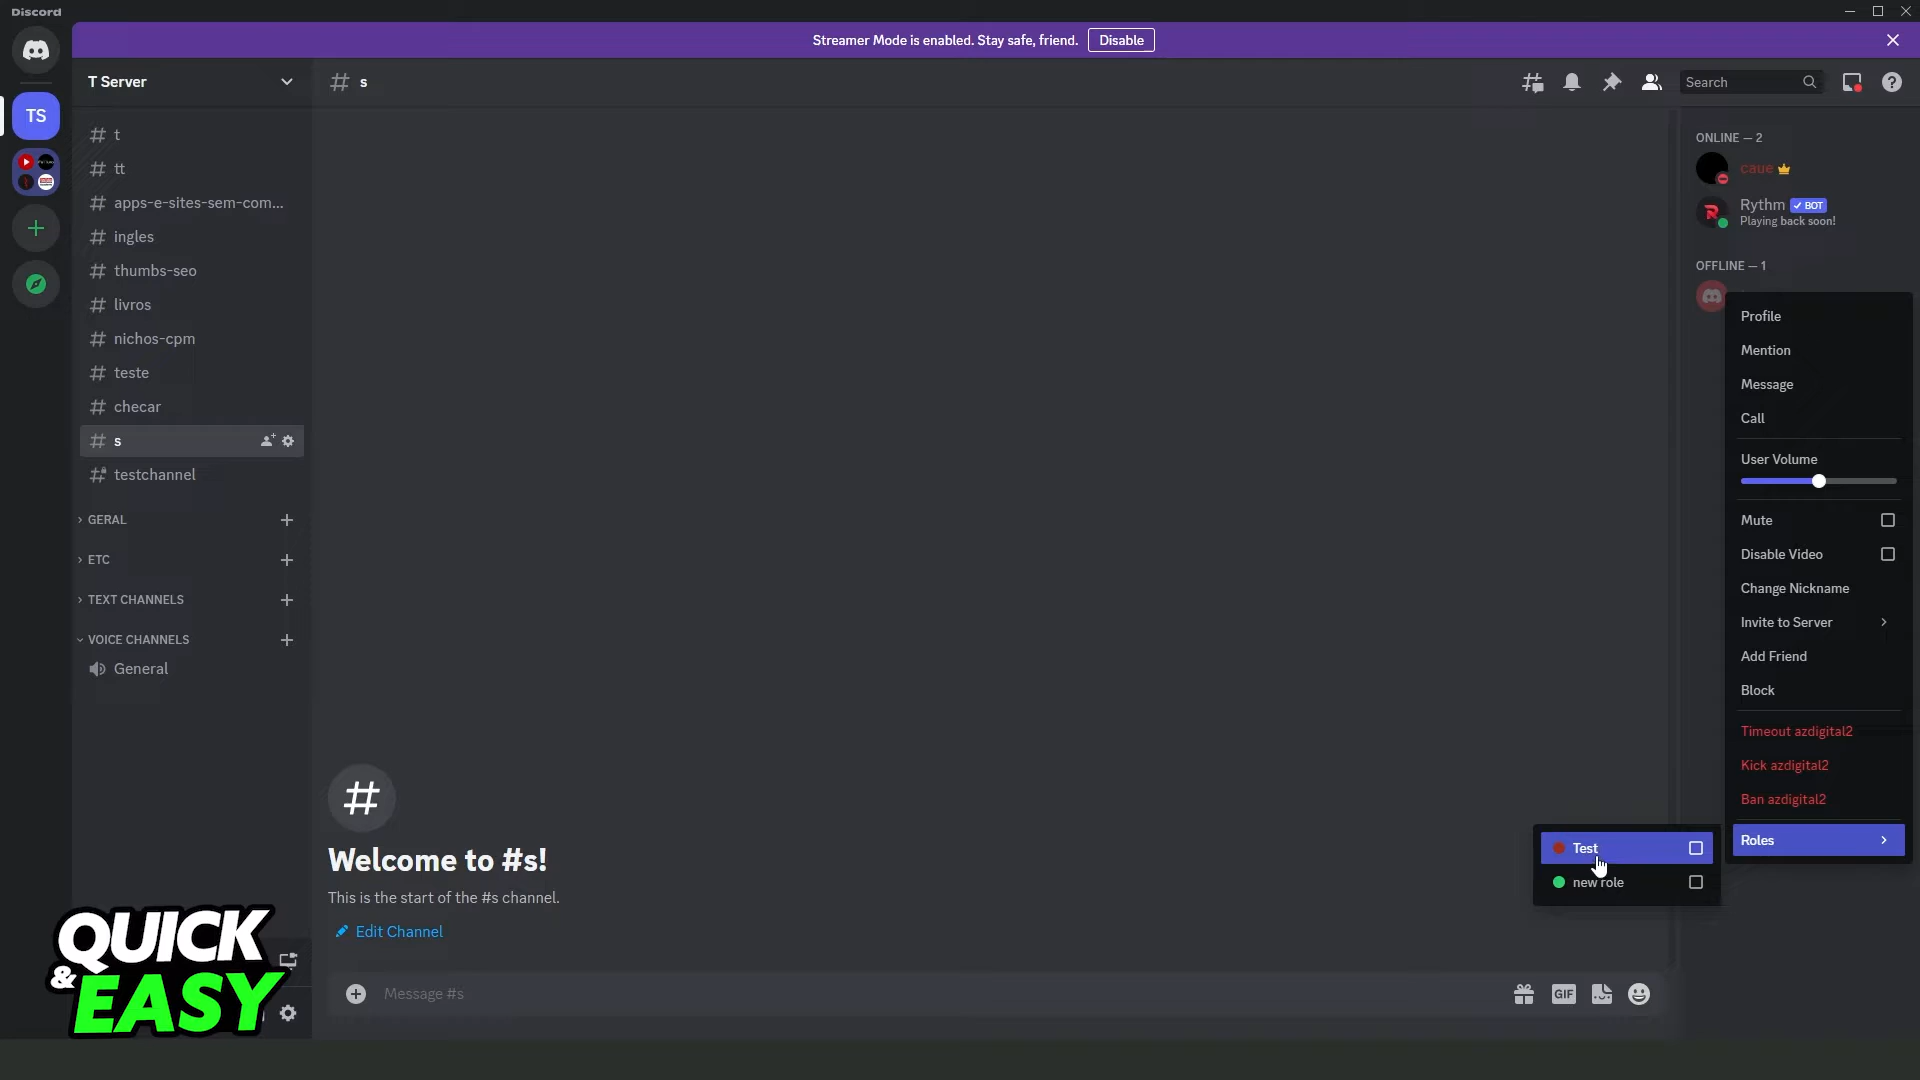 Discord
Streamer Mode is enabled. Stay safe, friend. Disable
TS
T Server
s
Search
t
tt
apps-e-sites-sem-com...
ingles
thumbs-seo
livros
nichos-cpm
teste
checar
s
testchannel
GERAL
ETC
TEXT CHANNELS
VOICE CHANNELS
General
Welcome to #s!
This is the start of the #s channel.
Edit Channel
Message #s
GIF
ONLINE — 2
caue
Rythm BOT
Playing back soon!
OFFLINE — 1
Profile
Mention
Message
Call
User Volume
Mute
Disable Video
Change Nickname
Invite to Server
Add Friend
Block
Timeout azdigital2
Kick azdigital2
Ban azdigital2
Roles
Test
new role
QUICK
& EASY